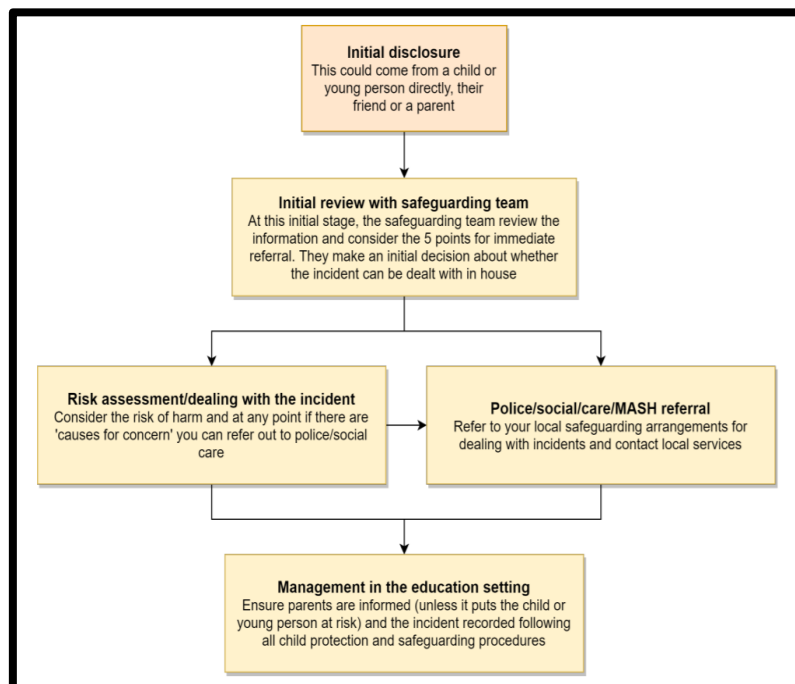 Initial disclosure
This could come from a child or
young person directly, their
friend or a parent
Initial review with safeguarding team
At this initial stage, the safeguarding team review the
information and consider the 5 points for immediate
referral. They make an initial decision about whether
the incident can be dealt with in house
Risk assessment/dealing with the incident
Consider the risk of harm and at any point if there are
'causes for concern' you can refer out to police/social
care
Police/social/care/MASH referral
Refer to your local safeguarding arrangements for
dealing with incidents and contact local services
Management in the education setting
Ensure parents are informed (unless it puts the child or
young person at risk) and the incident recorded following
all child protection and safeguarding procedures